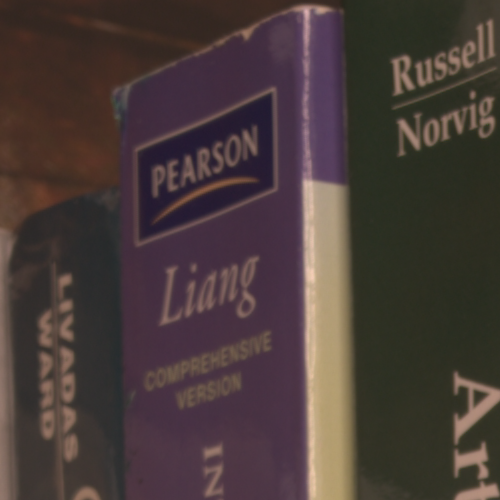 LIVADAS
WARD
PEARSON
Liang
COMPREHENSIVE
VERSION
IN
Russell
Norvig
Art